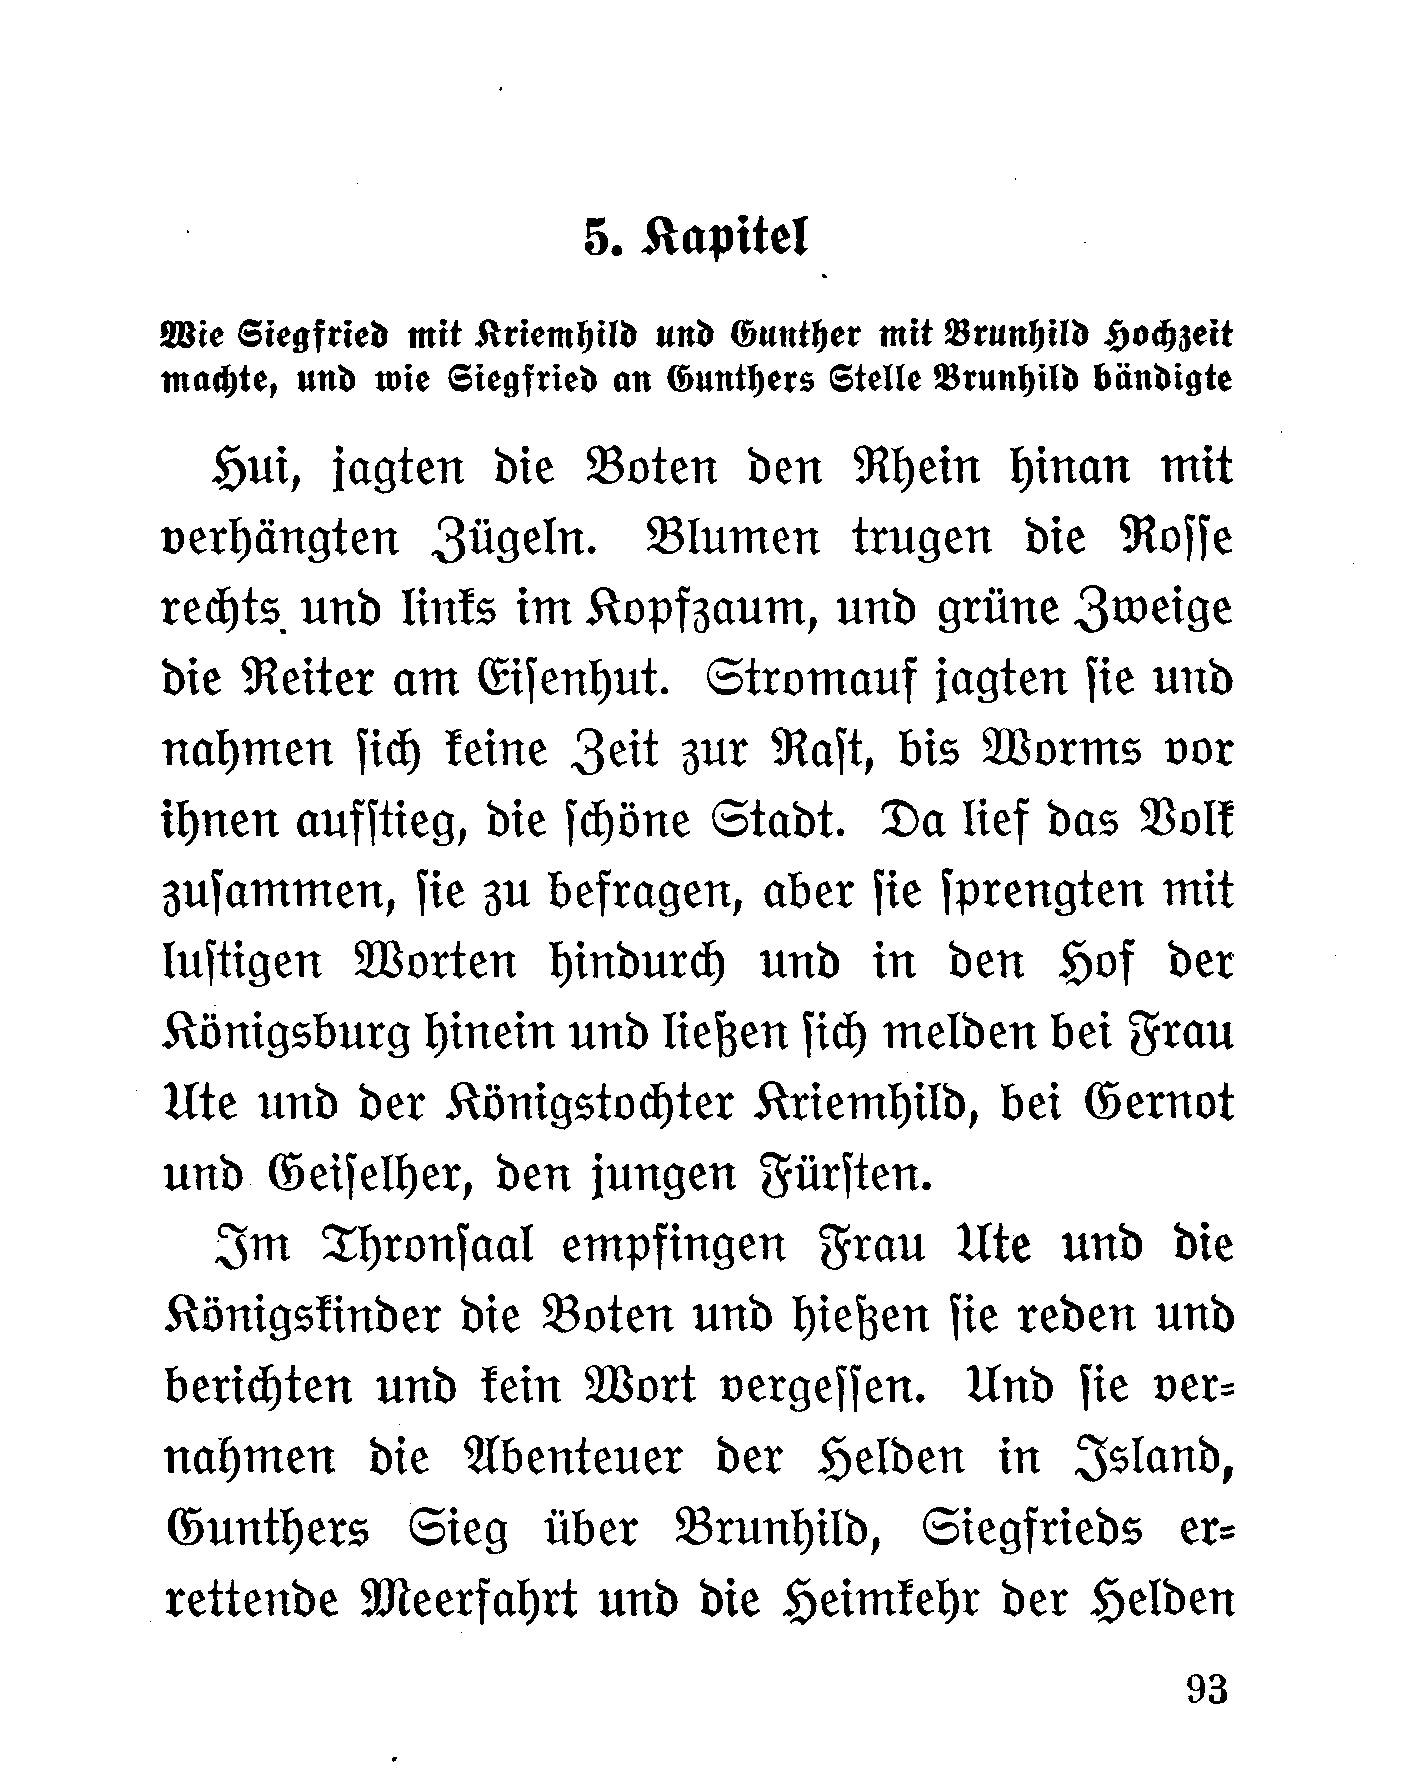 5. Kapitel
Wie Siegfried mit Kriemhild und Gunther mit Brunhild Hochzeit
machte, und wie Siegfried an Gunthers Stelle Brunhild bändigte
Hui, jagten die Boten den Rhein hinan mit
verhängten Zügeln. Blumen trugen die Roſſe
rechts und links im Kopfzaum, und grüne Zweige
die Reiter am Eiſenhut. Stromauf jagten ſie und
nahmen ſich keine Zeit zur Raſt, bis Worms vor
ihnen aufſtieg, die ſchöne Stadt. Da lief das Volk
zuſammen, ſie zu befragen, aber ſie ſprengten mit
luſtigen Worten hindurch und in den Hof der
Königsburg hinein und ließen ſich melden bei Frau
Ute und der Königstochter Kriemhild, bei Gernot
und Geiſelher, den jungen Fürſten.
Im Thronſaal empfingen Frau Ute und die
Königskinder die Boten und hießen ſie reden und
berichten und kein Wort vergeſſen. Und ſie ver=
nahmen die Abenteuer der Helden in Island,
Gunthers Sieg über Brunhild, Siegfrieds er=
rettende Meerfahrt und die Heimkehr der Helden
93